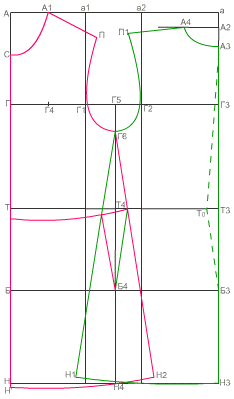 А А1 а1 а2 а
П П1 А4 А2
С А3
Г Г4 Г1 Г5 Г2 Г3
Г6
Т Т4 Т0 Т3
Б Б4 Б3
Н1 Н2
Н Н4 Н3
Н